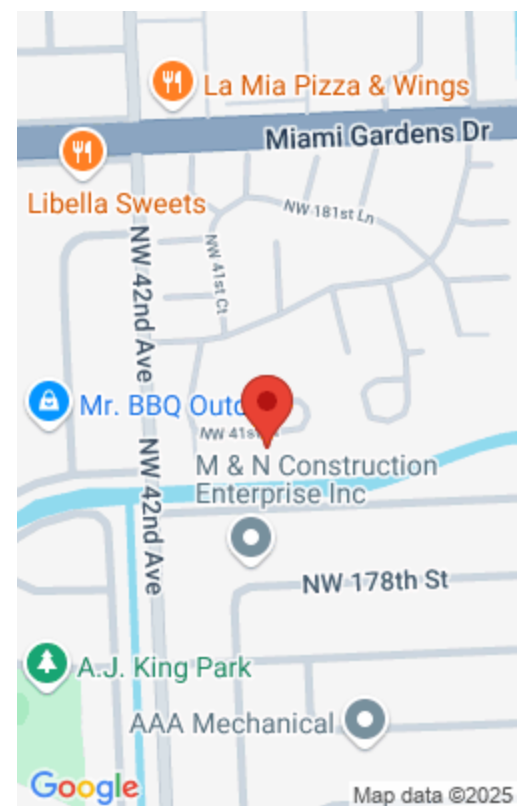 La Mia Pizza & Wings
Miami Gardens Dr
Libella Sweets
NW 181st Ln
NW 41st Ct
NW 42nd Ave
Mr. BBQ
NW
M & N Construction
Enterprise Inc
NW 42nd Ave
NW 178th St
A.J. King Park
AAA Mechanical
Google
Map data ©2025